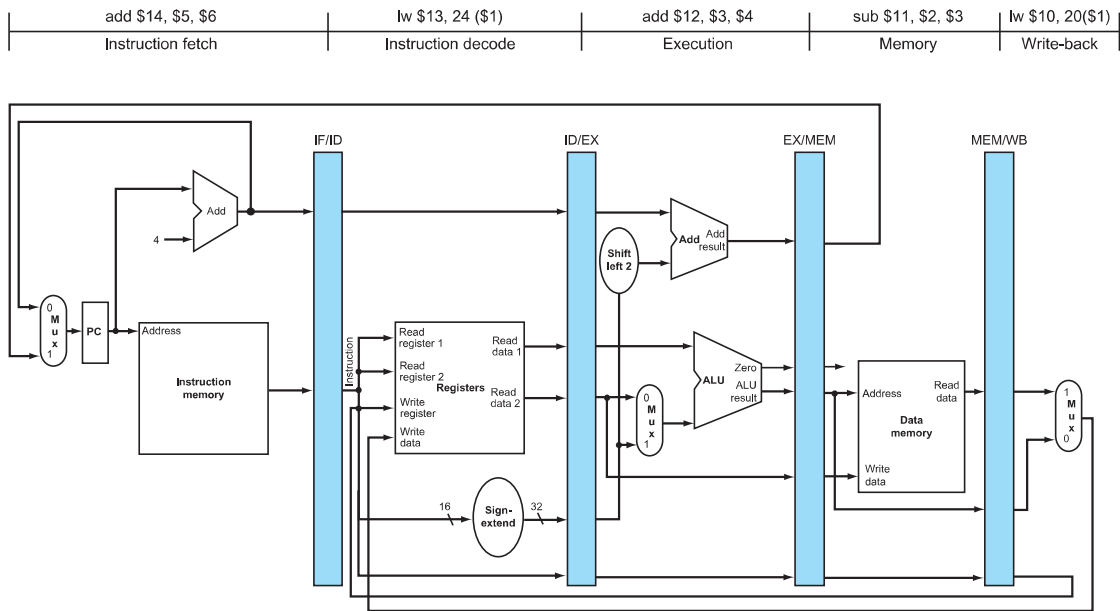 add $14, $5, $6 lw $13, 24 ($1) add $12, $3, $4 sub $11, $2, $3 lw $10, 20($1)
Instruction fetch Instruction decode Execution Memory Write-back
IF/ID ID/EX EX/MEM MEM/WB
Add
4
Add
Add
result
Shift
left 2
0
M
u
x
1
PC
Address
Instruction
memory
Instruction
Read
register 1
Read
register 2
Registers
Write
register
Write
data
Read
data 1
Read
data 2
16
Sign-
extend
32
0
M
u
x
1
ALU
Zero
ALU
result
Address
Read
data
Data
memory
Write
data
1
M
u
x
0